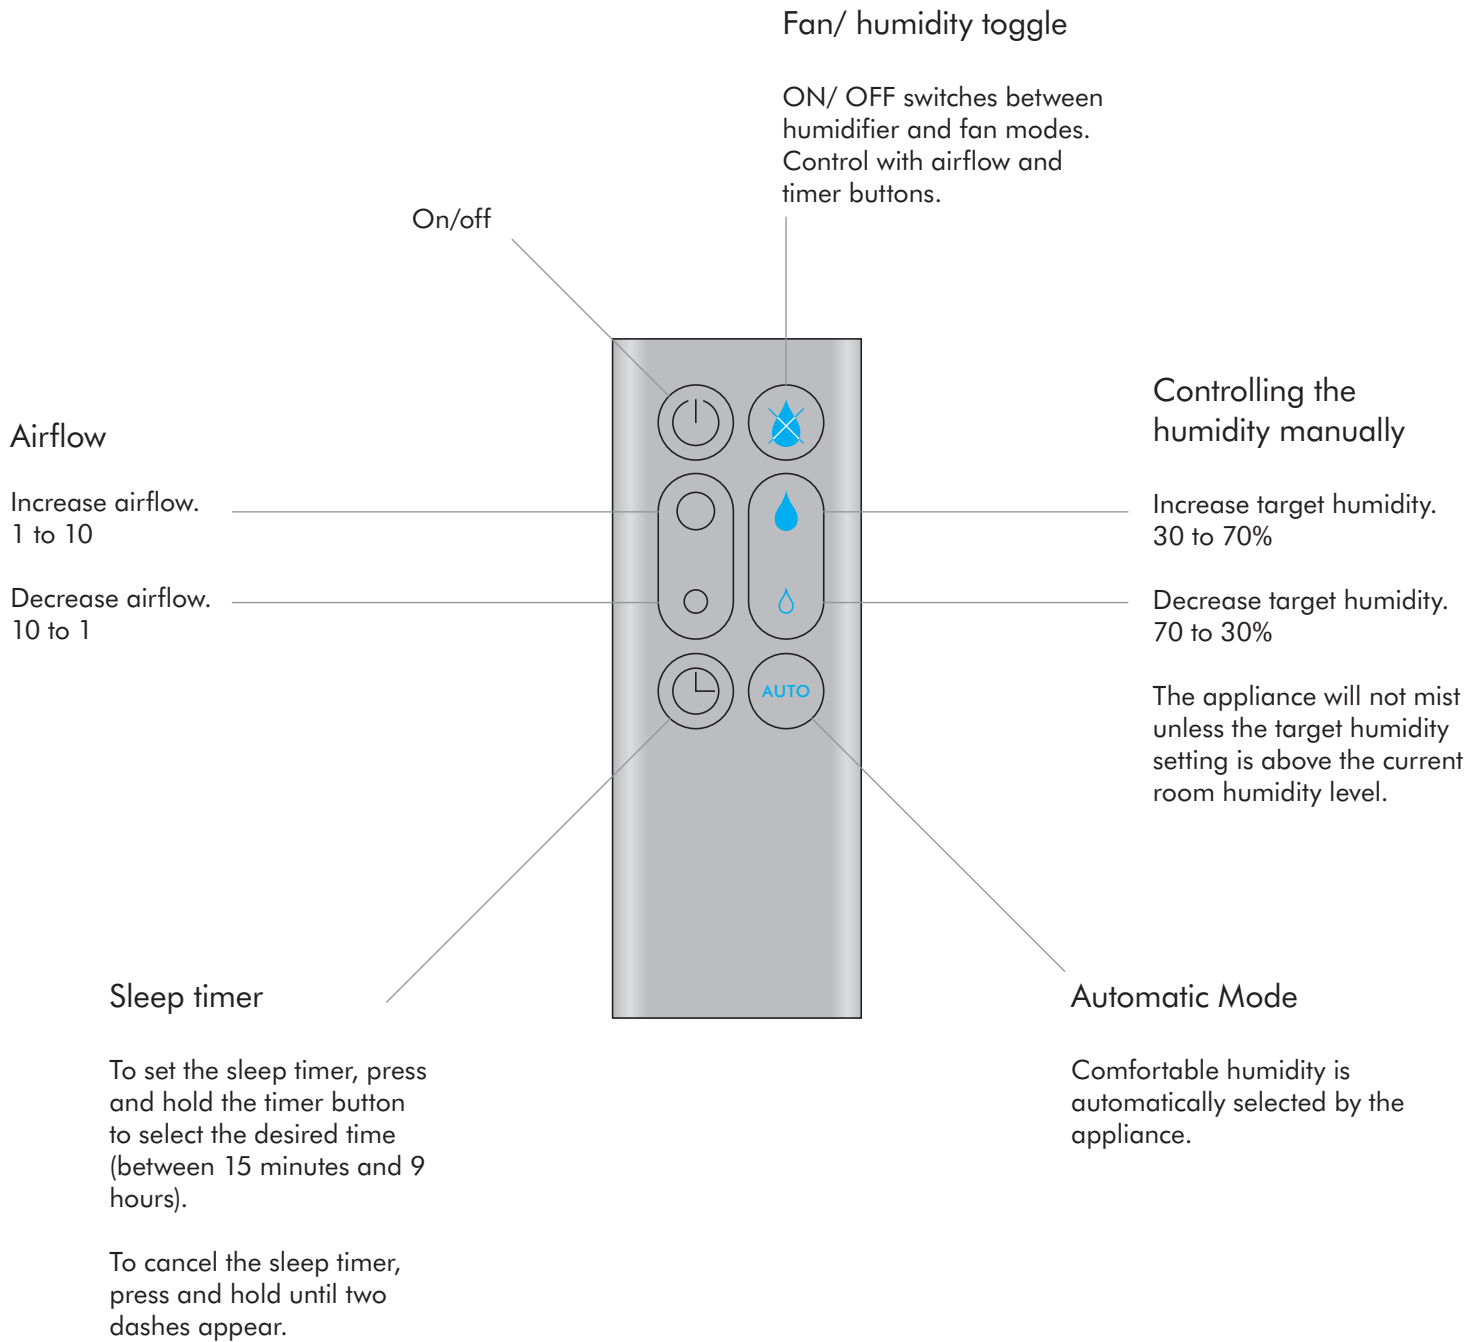 Fan/ humidity toggle
ON/ OFF switches between
humidifier and fan modes.
Control with airflow and
timer buttons.
On/off
Airflow
Increase airflow.
1 to 10
Decrease airflow.
10 to 1
Controlling the
humidity manually
Increase target humidity.
30 to 70%
Decrease target humidity.
70 to 30%
The appliance will not mist
unless the target humidity
setting is above the current
room humidity level.
AUTO
Sleep timer
To set the sleep timer, press
and hold the timer button
to select the desired time
(between 15 minutes and 9
hours).
To cancel the sleep timer,
press and hold until two
dashes appear.
Automatic Mode
Comfortable humidity is
automatically selected by the
appliance.